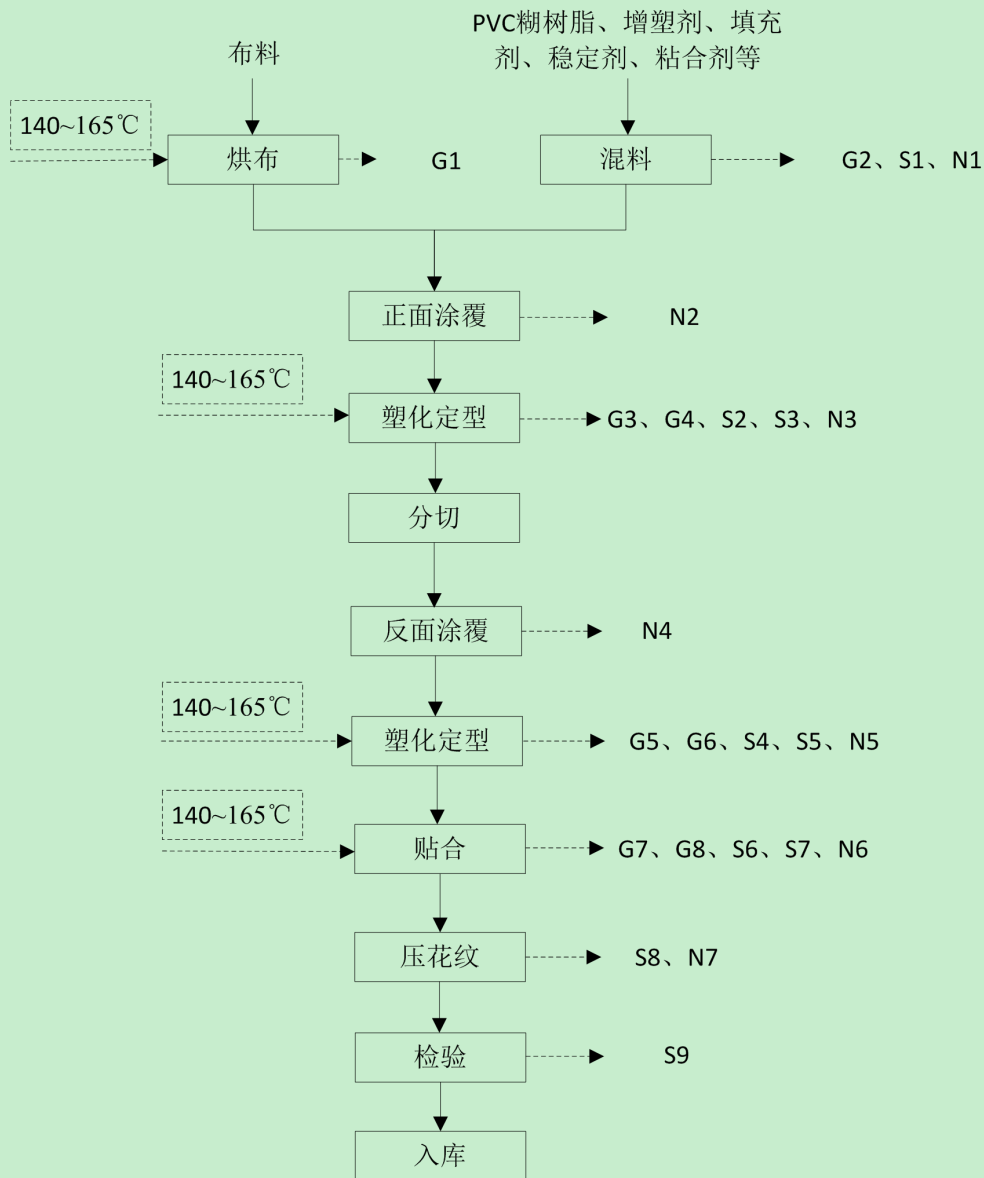 PVC糊树脂、增塑剂、填充
剂、稳定剂、粘合剂等
布料
140~165℃
烘布
G1
混料
G2、S1、N1
正面涂覆
N2
140~165℃
塑化定型
G3、G4、S2、S3、N3
分切
反面涂覆
N4
140~165℃
塑化定型
G5、G6、S4、S5、N5
140~165℃
贴合
G7、G8、S6、S7、N6
压花纹
S8、N7
检验
S9
入库